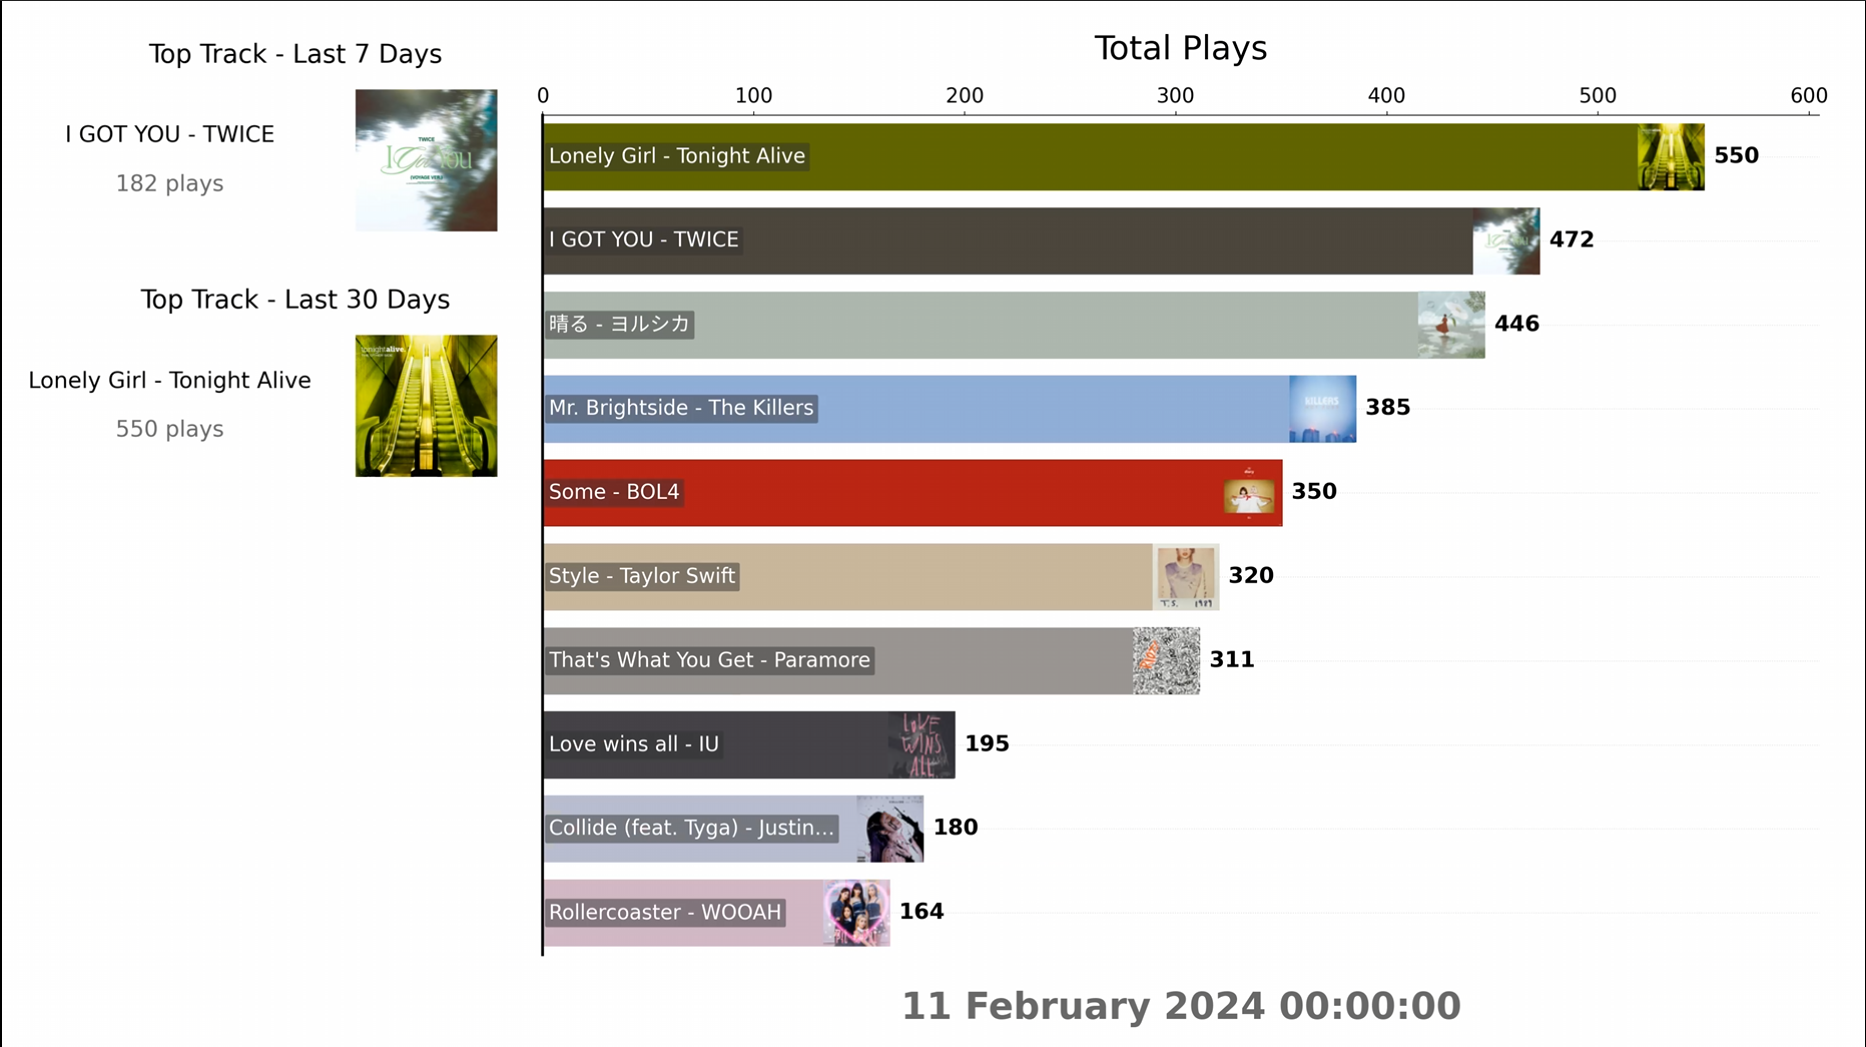 Top Track - Last 7 Days
I GOT YOU - TWICE
182 plays
TWICE
I Got You
Top Track - Last 30 Days
tonightalive
Lonely Girl - Tonight Alive
550 plays
Total Plays
0 100 200 300 400 500 600
Lonely Girl - Tonight Alive 550
I GOT YOU - TWICE 472
晴る - ヨルシカ 446
Mr. Brightside - The Killers KILLERS 385
Some - BOL4 350
Style - Taylor Swift T.S. 1989 320
That's What You Get - Paramore RIOT! 311
Love wins all - IU LOVE WINS ALL 195
Collide (feat. Tyga) - Justin... 180
Rollercoaster - WOOAH 164
11 February 2024 00:00:00